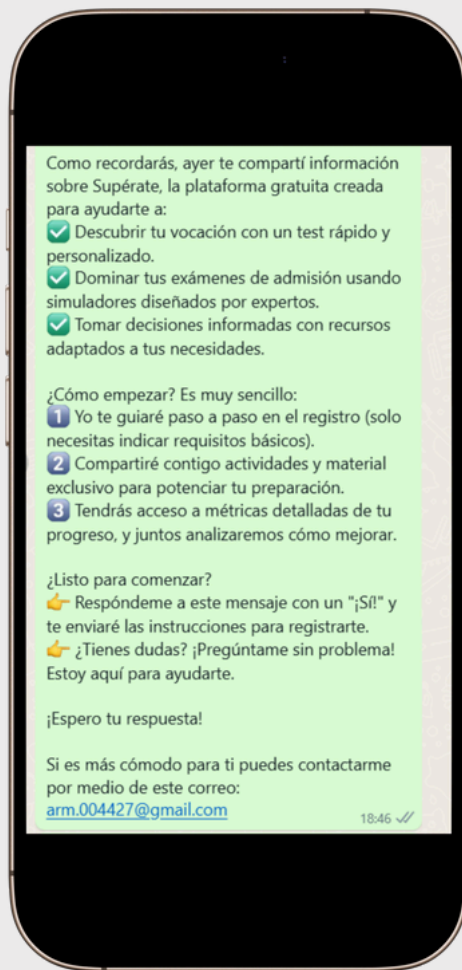 Como recordarás, ayer te compartí información
sobre Supérate, la plataforma gratuita creada
para ayudarte a:
✅ Descubrir tu vocación con un test rápido y
personalizado.
✅ Dominar tus exámenes de admisión usando
simuladores diseñados por expertos.
✅ Tomar decisiones informadas con recursos
adaptados a tus necesidades.
¿Cómo empezar? Es muy sencillo:
1️⃣ Yo te guiaré paso a paso en el registro (solo
necesitas indicar requisitos básicos).
2️⃣ Compartiré contigo actividades y material
exclusivo para potenciar tu preparación.
3️⃣ Tendrás acceso a métricas detalladas de tu
progreso, y juntos analizaremos cómo mejorar.
¿Listo para comenzar?
👉 Respóndeme a este mensaje con un "¡Sí!" y
te enviaré las instrucciones para registrarte.
👉 ¿Tienes dudas? ¡Pregúntame sin problema!
Estoy aquí para ayudarte.
¡Espero tu respuesta!
Si es más cómodo para ti puedes contactarme
por medio de este correo:
arm.004427@gmail.com
18:46